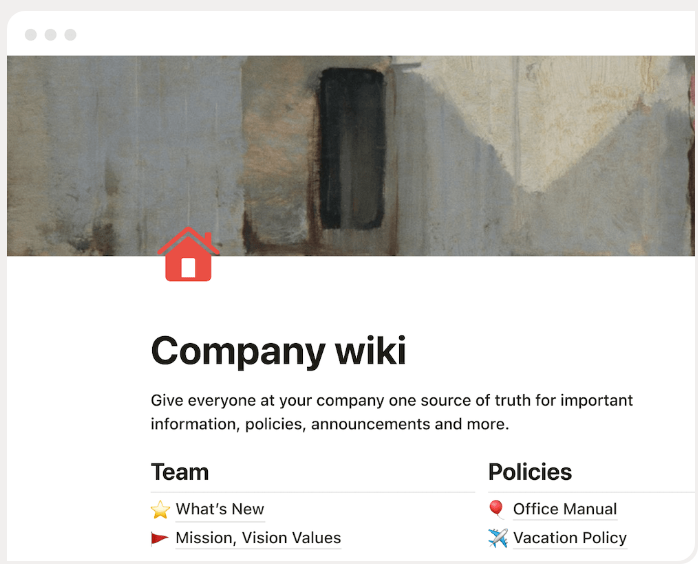 Company wiki
Give everyone at your company one source of truth for important
information, policies, announcements and more.
Team
What’s New
Mission, Vision Values
Policies
Office Manual
Vacation Policy